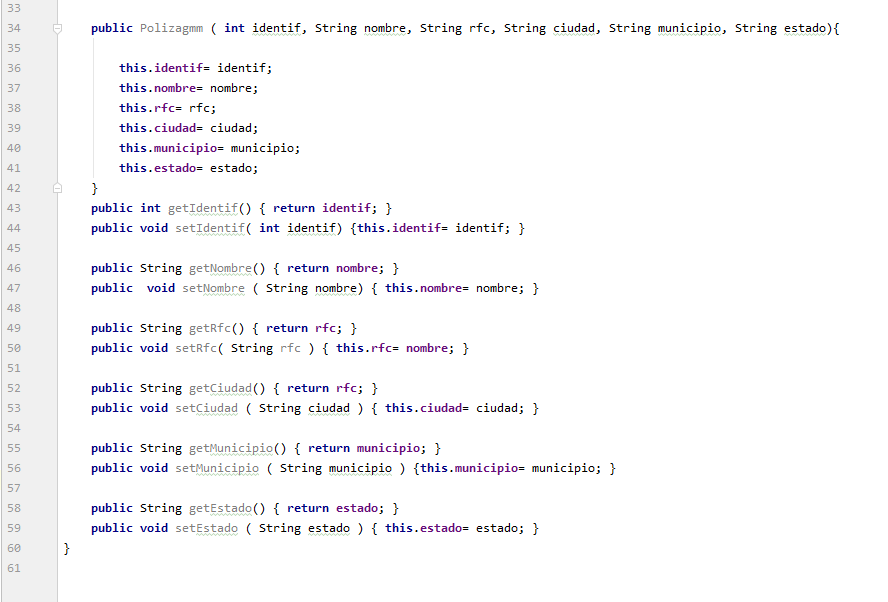 33
34 public Polizagmm ( int identif, String nombre, String rfc, String ciudad, String municipio, String estado){
35
36 this.identif= identif;
37 this.nombre= nombre;
38 this.rfc= rfc;
39 this.ciudad= ciudad;
40 this.municipio= municipio;
41 this.estado= estado;
42 }
43 public int getIdentif() { return identif; }
44 public void setIdentif( int identif) {this.identif= identif; }
45
46 public String getNombre() { return nombre; }
47 public  void setNombre ( String nombre) { this.nombre= nombre; }
48
49 public String getRfc() { return rfc; }
50 public void setRfc( String rfc ) { this.rfc= nombre; }
51
52 public String getCiudad() { return rfc; }
53 public void setCiudad ( String ciudad ) { this.ciudad= ciudad; }
54
55 public String getMunicipio() { return municipio; }
56 public void setMunicipio ( String municipio ) {this.municipio= municipio; }
57
58 public String getEstado() { return estado; }
59 public void setEstado ( String estado ) { this.estado= estado; }
60 }
61